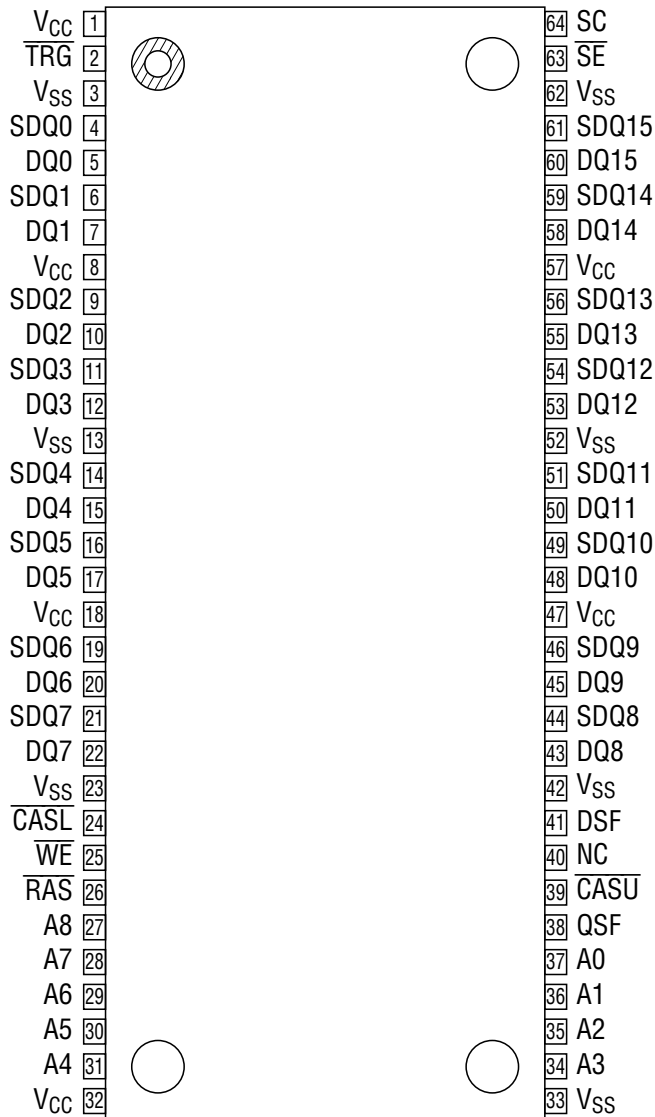 VCC 1 64 SC
T̅R̅G̅ 2 63 S̅E̅
VSS 3 62 VSS
SDQ0 4 61 SDQ15
DQ0 5 60 DQ15
SDQ1 6 59 SDQ14
DQ1 7 58 DQ14
VCC 8 57 VCC
SDQ2 9 56 SDQ13
DQ2 10 55 DQ13
SDQ3 11 54 SDQ12
DQ3 12 53 DQ12
VSS 13 52 VSS
SDQ4 14 51 SDQ11
DQ4 15 50 DQ11
SDQ5 16 49 SDQ10
DQ5 17 48 DQ10
VCC 18 47 VCC
SDQ6 19 46 SDQ9
DQ6 20 45 DQ9
SDQ7 21 44 SDQ8
DQ7 22 43 DQ8
VSS 23 42 VSS
C̅A̅S̅L̅ 24 41 DSF
W̅E̅ 25 40 NC
R̅A̅S̅ 26 39 C̅A̅S̅U̅
A8 27 38 QSF
A7 28 37 A0
A6 29 36 A1
A5 30 35 A2
A4 31 34 A3
VCC 32 33 VSS